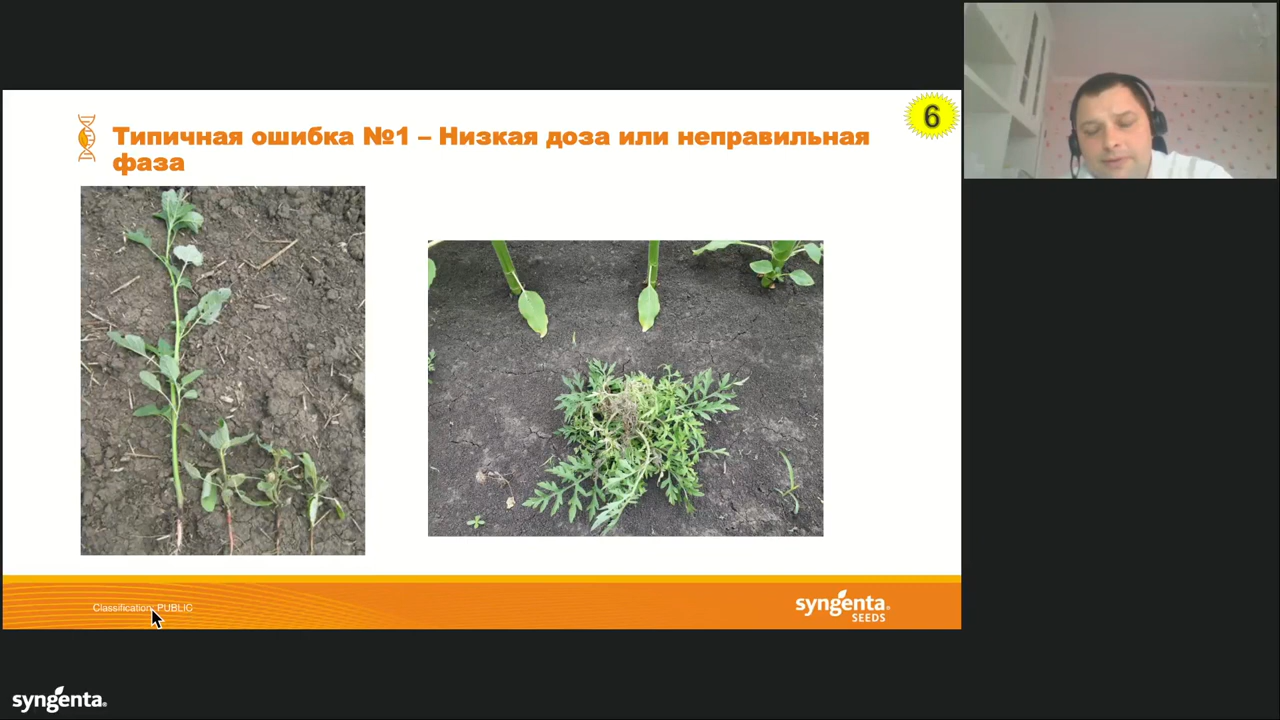 6
Типичная ошибка №1 – Низкая доза или неправильная
фаза
Classification: PUBLIC
syngenta®
SEEDS
syngenta®